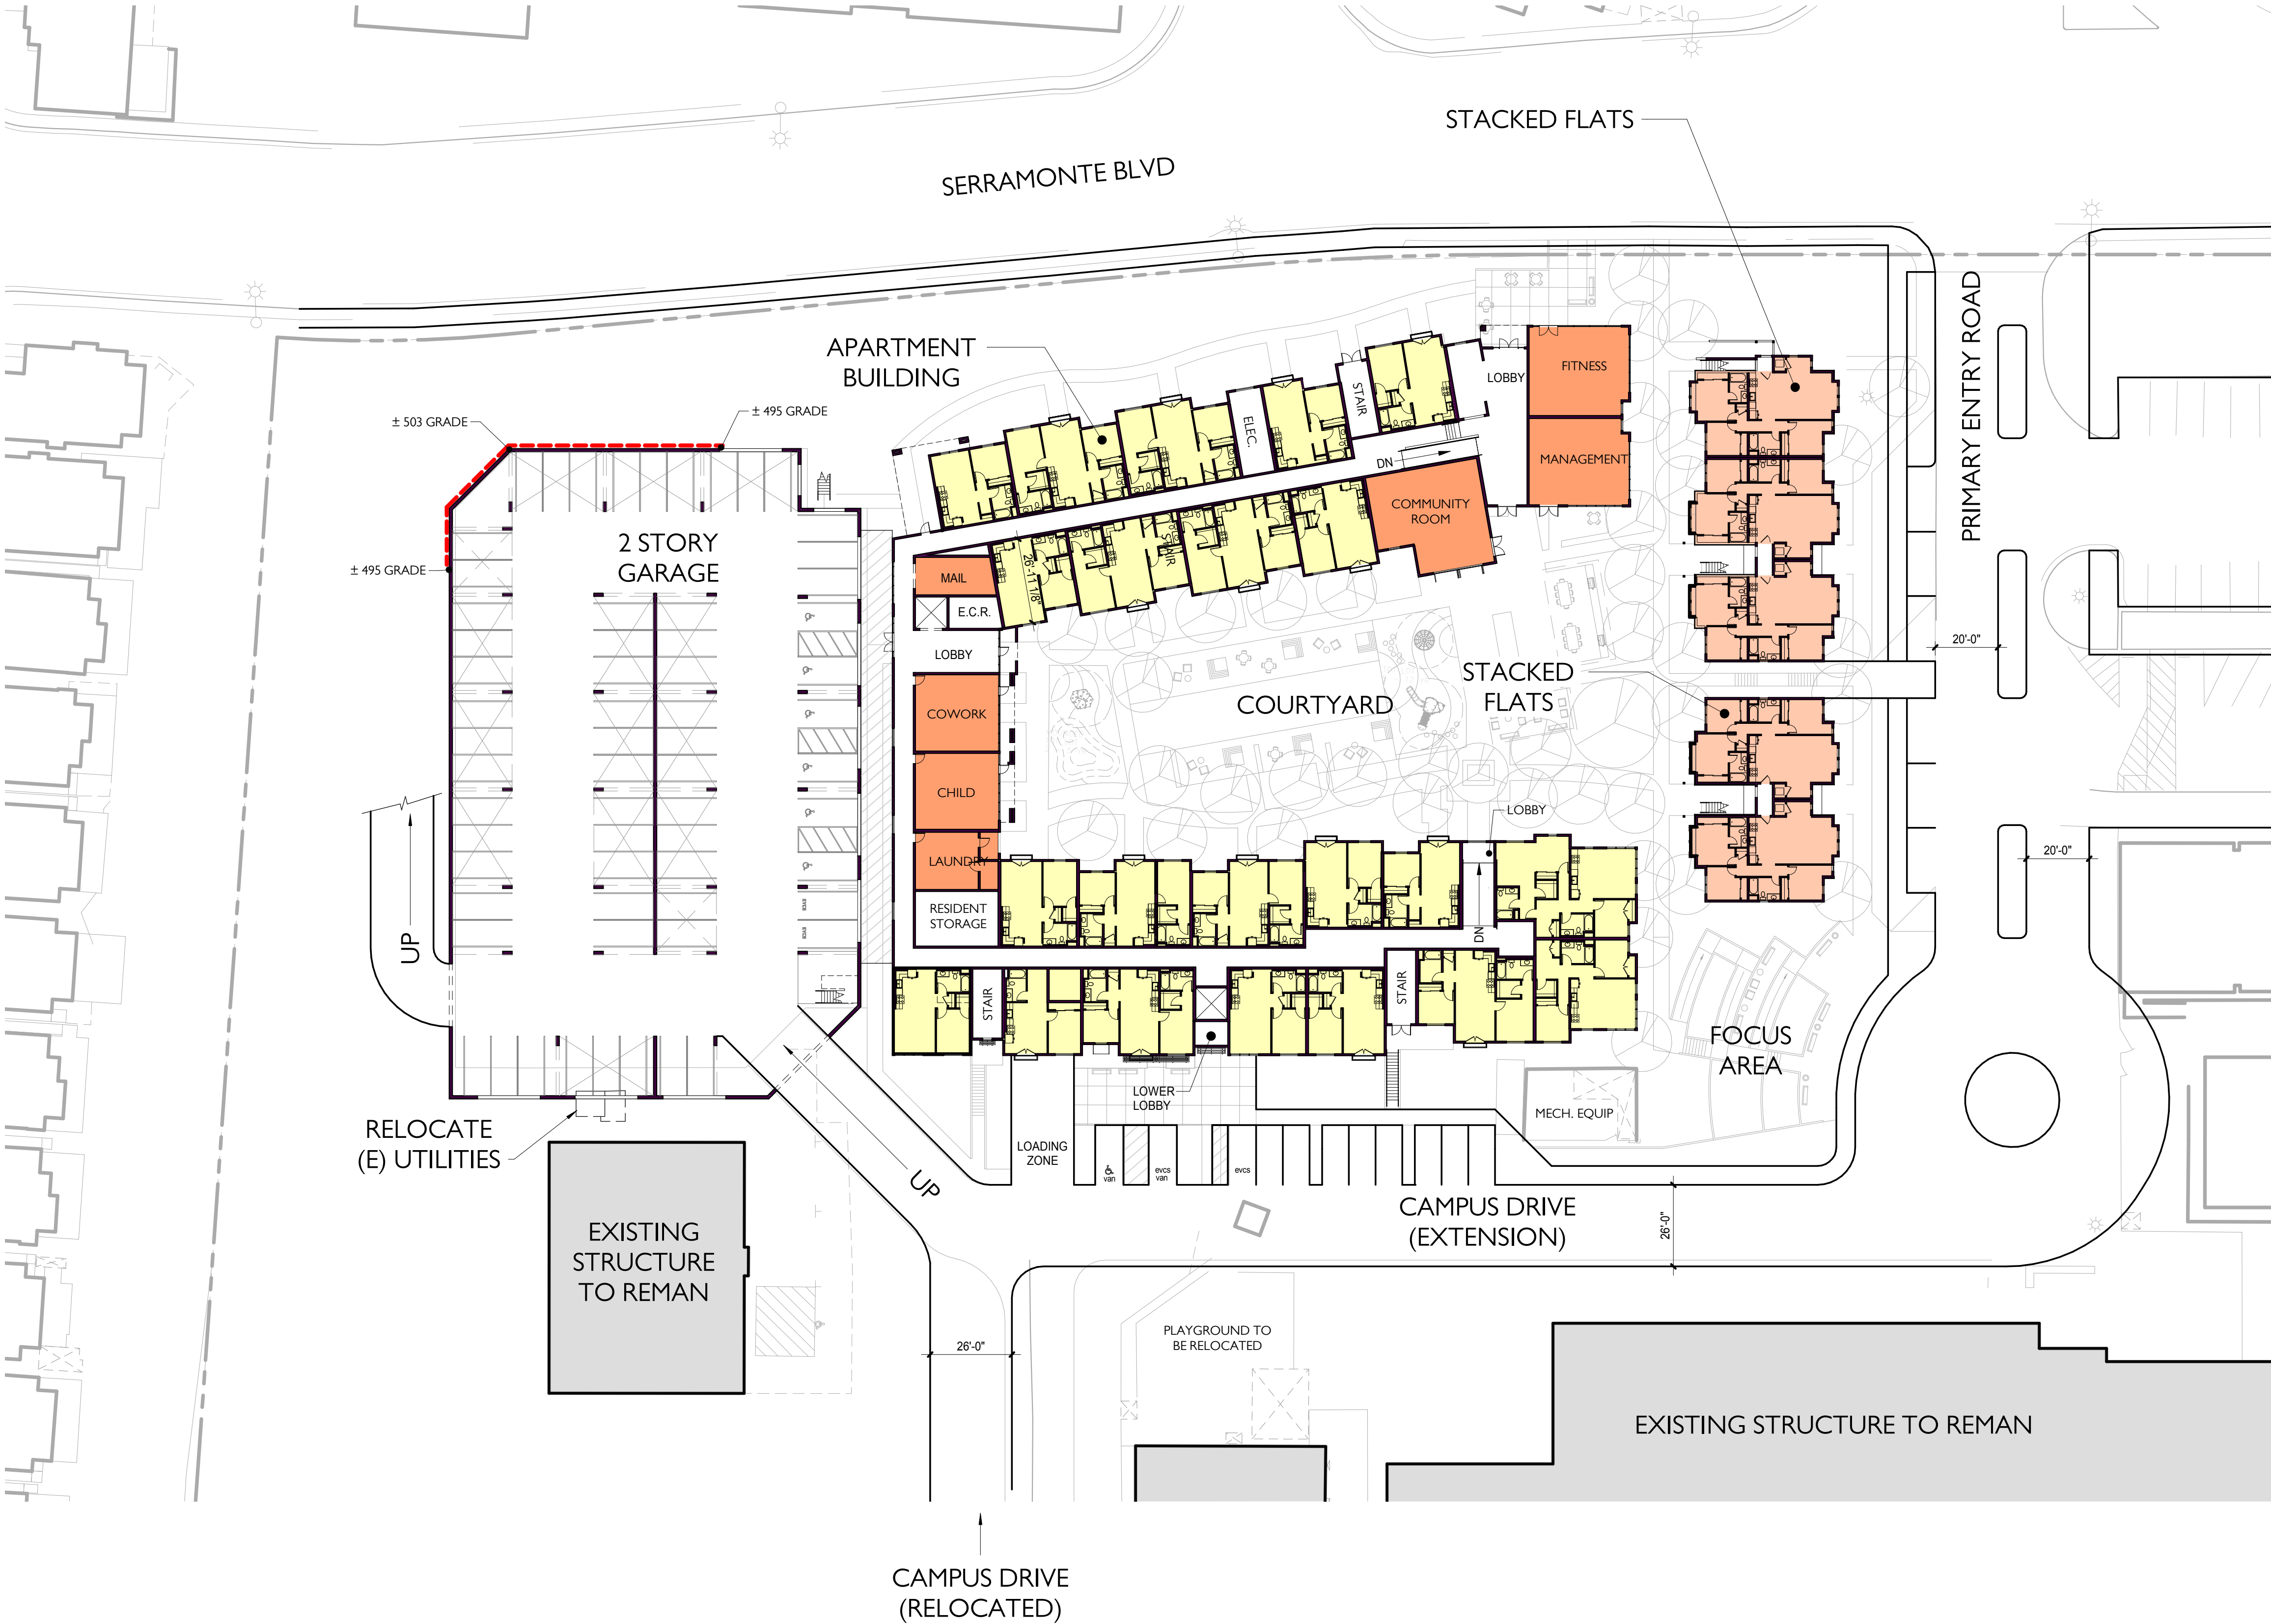 STACKED FLATS
SERRAMONTE BLVD
PRIMARY ENTRY ROAD
APARTMENT
BUILDING
± 503 GRADE
± 495 GRADE
± 495 GRADE
2 STORY
GARAGE
LOBBY
FITNESS
STAIR
ELEC.
DN
MANAGEMENT
COMMUNITY
ROOM
STAIR
26'-11 1/8"
MAIL
E.C.R.
LOBBY
COWORK
COURTYARD
STACKED
FLATS
20'-0"
CHILD
LOBBY
LAUNDRY
20'-0"
RESIDENT
STORAGE
DN
UP
EVCS
EVCS
STAIR
STAIR
FOCUS
AREA
LOWER
LOBBY
MECH. EQUIP
RELOCATE
(E) UTILITIES
LOADING
ZONE
van
evcs
van
evcs
UP
CAMPUS DRIVE
(EXTENSION)
26'-0"
EXISTING
STRUCTURE
TO REMAN
PLAYGROUND TO
BE RELOCATED
26'-0"
EXISTING STRUCTURE TO REMAN
CAMPUS DRIVE
(RELOCATED)